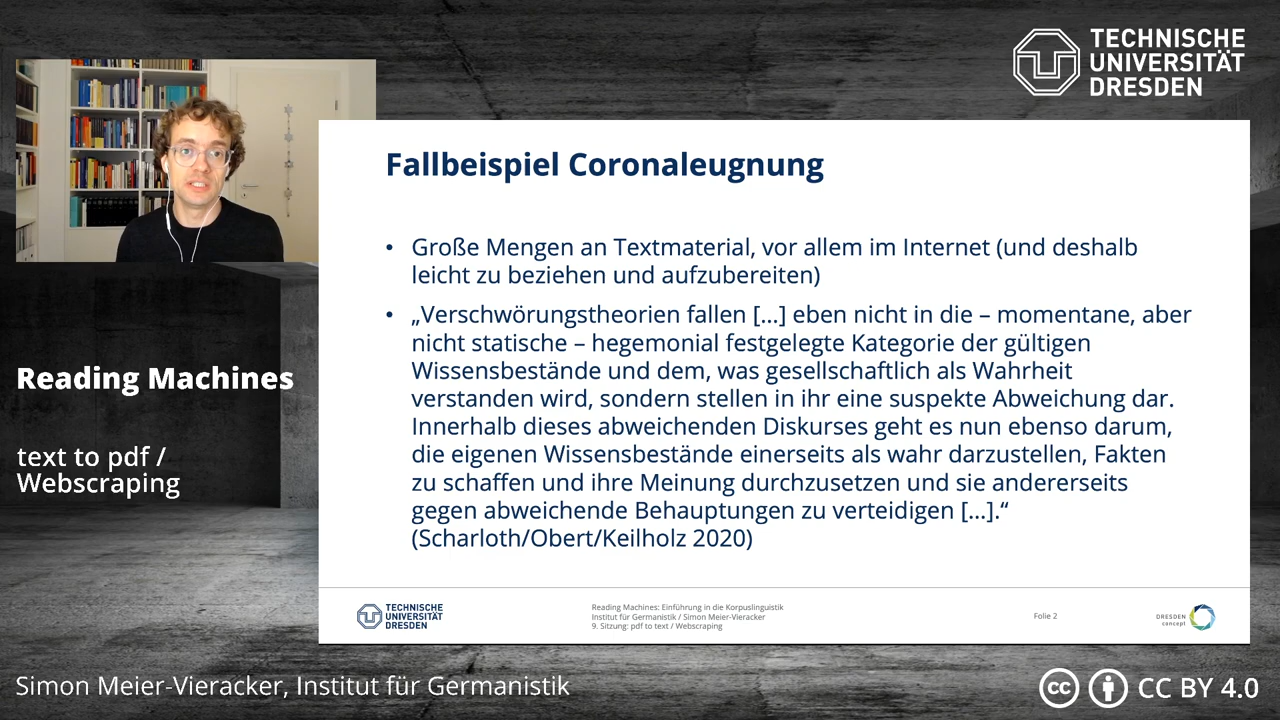 TECHNISCHE
UNIVERSITÄT
DRESDEN
Fallbeispiel Coronaleugnung
• Große Mengen an Textmaterial, vor allem im Internet (und deshalb
leicht zu beziehen und aufzubereiten)
• „Verschwörungstheorien fallen […] eben nicht in die – momentane, aber
nicht statische – hegemonial festgelegte Kategorie der gültigen
Wissensbestände und dem, was gesellschaftlich als Wahrheit
verstanden wird, sondern stellen in ihr eine suspekte Abweichung dar.
Innerhalb dieses abweichenden Diskurses geht es nun ebenso darum,
die eigenen Wissensbestände einerseits als wahr darzustellen, Fakten
zu schaffen und ihre Meinung durchzusetzen und sie andererseits
gegen abweichende Behauptungen zu verteidigen […].“
(Scharloth/Obert/Keilholz 2020)
Reading Machines
text to pdf /
Webscraping
TECHNISCHE
UNIVERSITÄT
DRESDEN
Reading Machines: Einführung in die Korpuslinguistik
Institut für Germanistik / Simon Meier-Vieracker
9. Sitzung: pdf to text / Webscraping
Folie 2
DRESDEN
concept
Simon Meier-Vieracker, Institut für Germanistik
cc CC BY 4.0